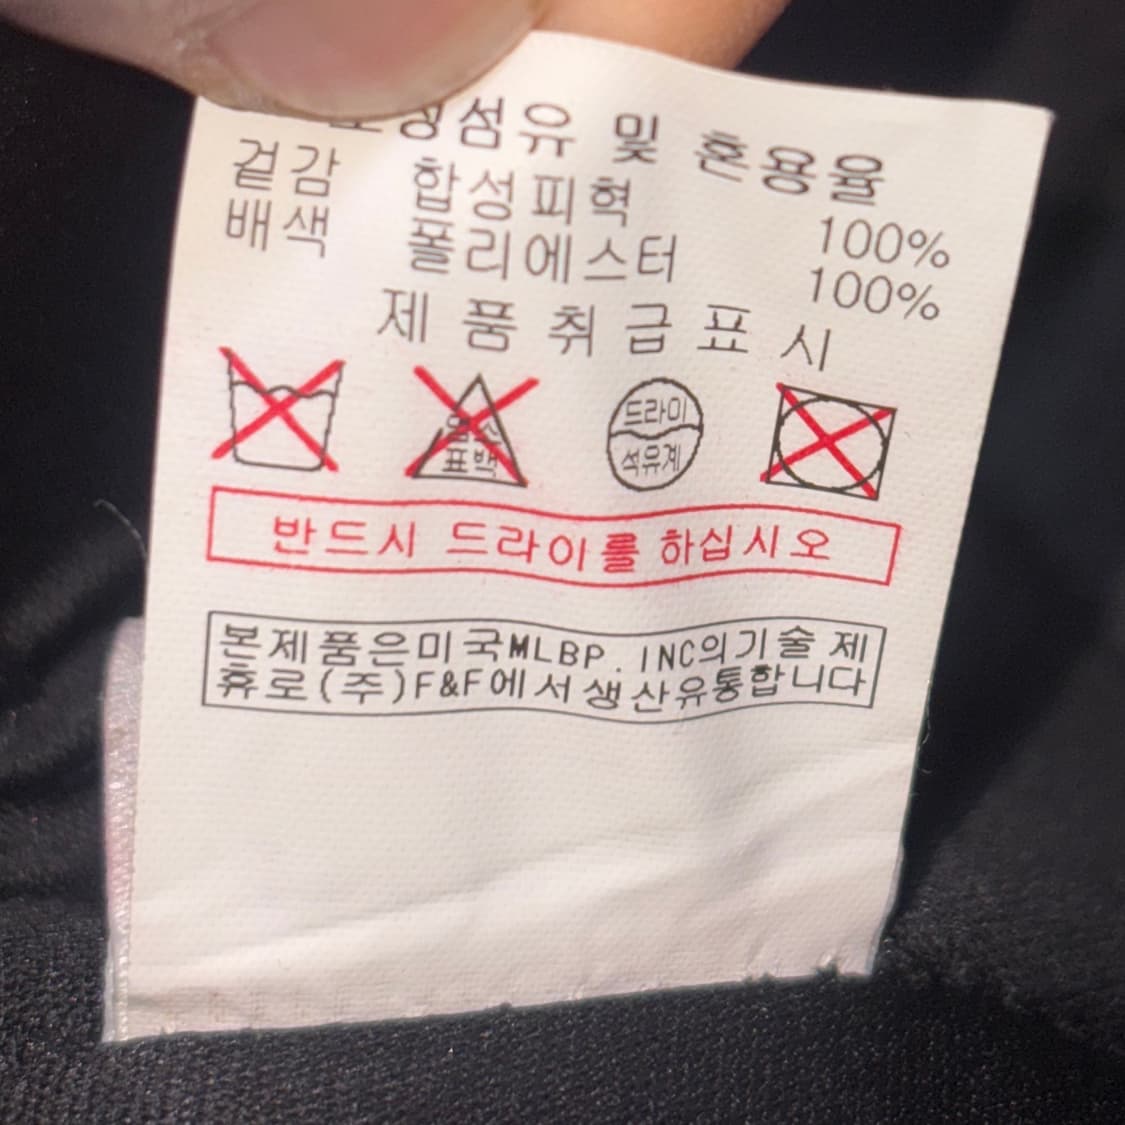 조성섬유 및 혼용율
겉감 합성피혁 100%
배색 폴리에스터 100%
제품취급표시
염소
표백
드라이
석유계
반드시 드라이를 하십시오
본제품은미국MLBP.INC의기술제
휴로(주)F&F에서생산유통합니다